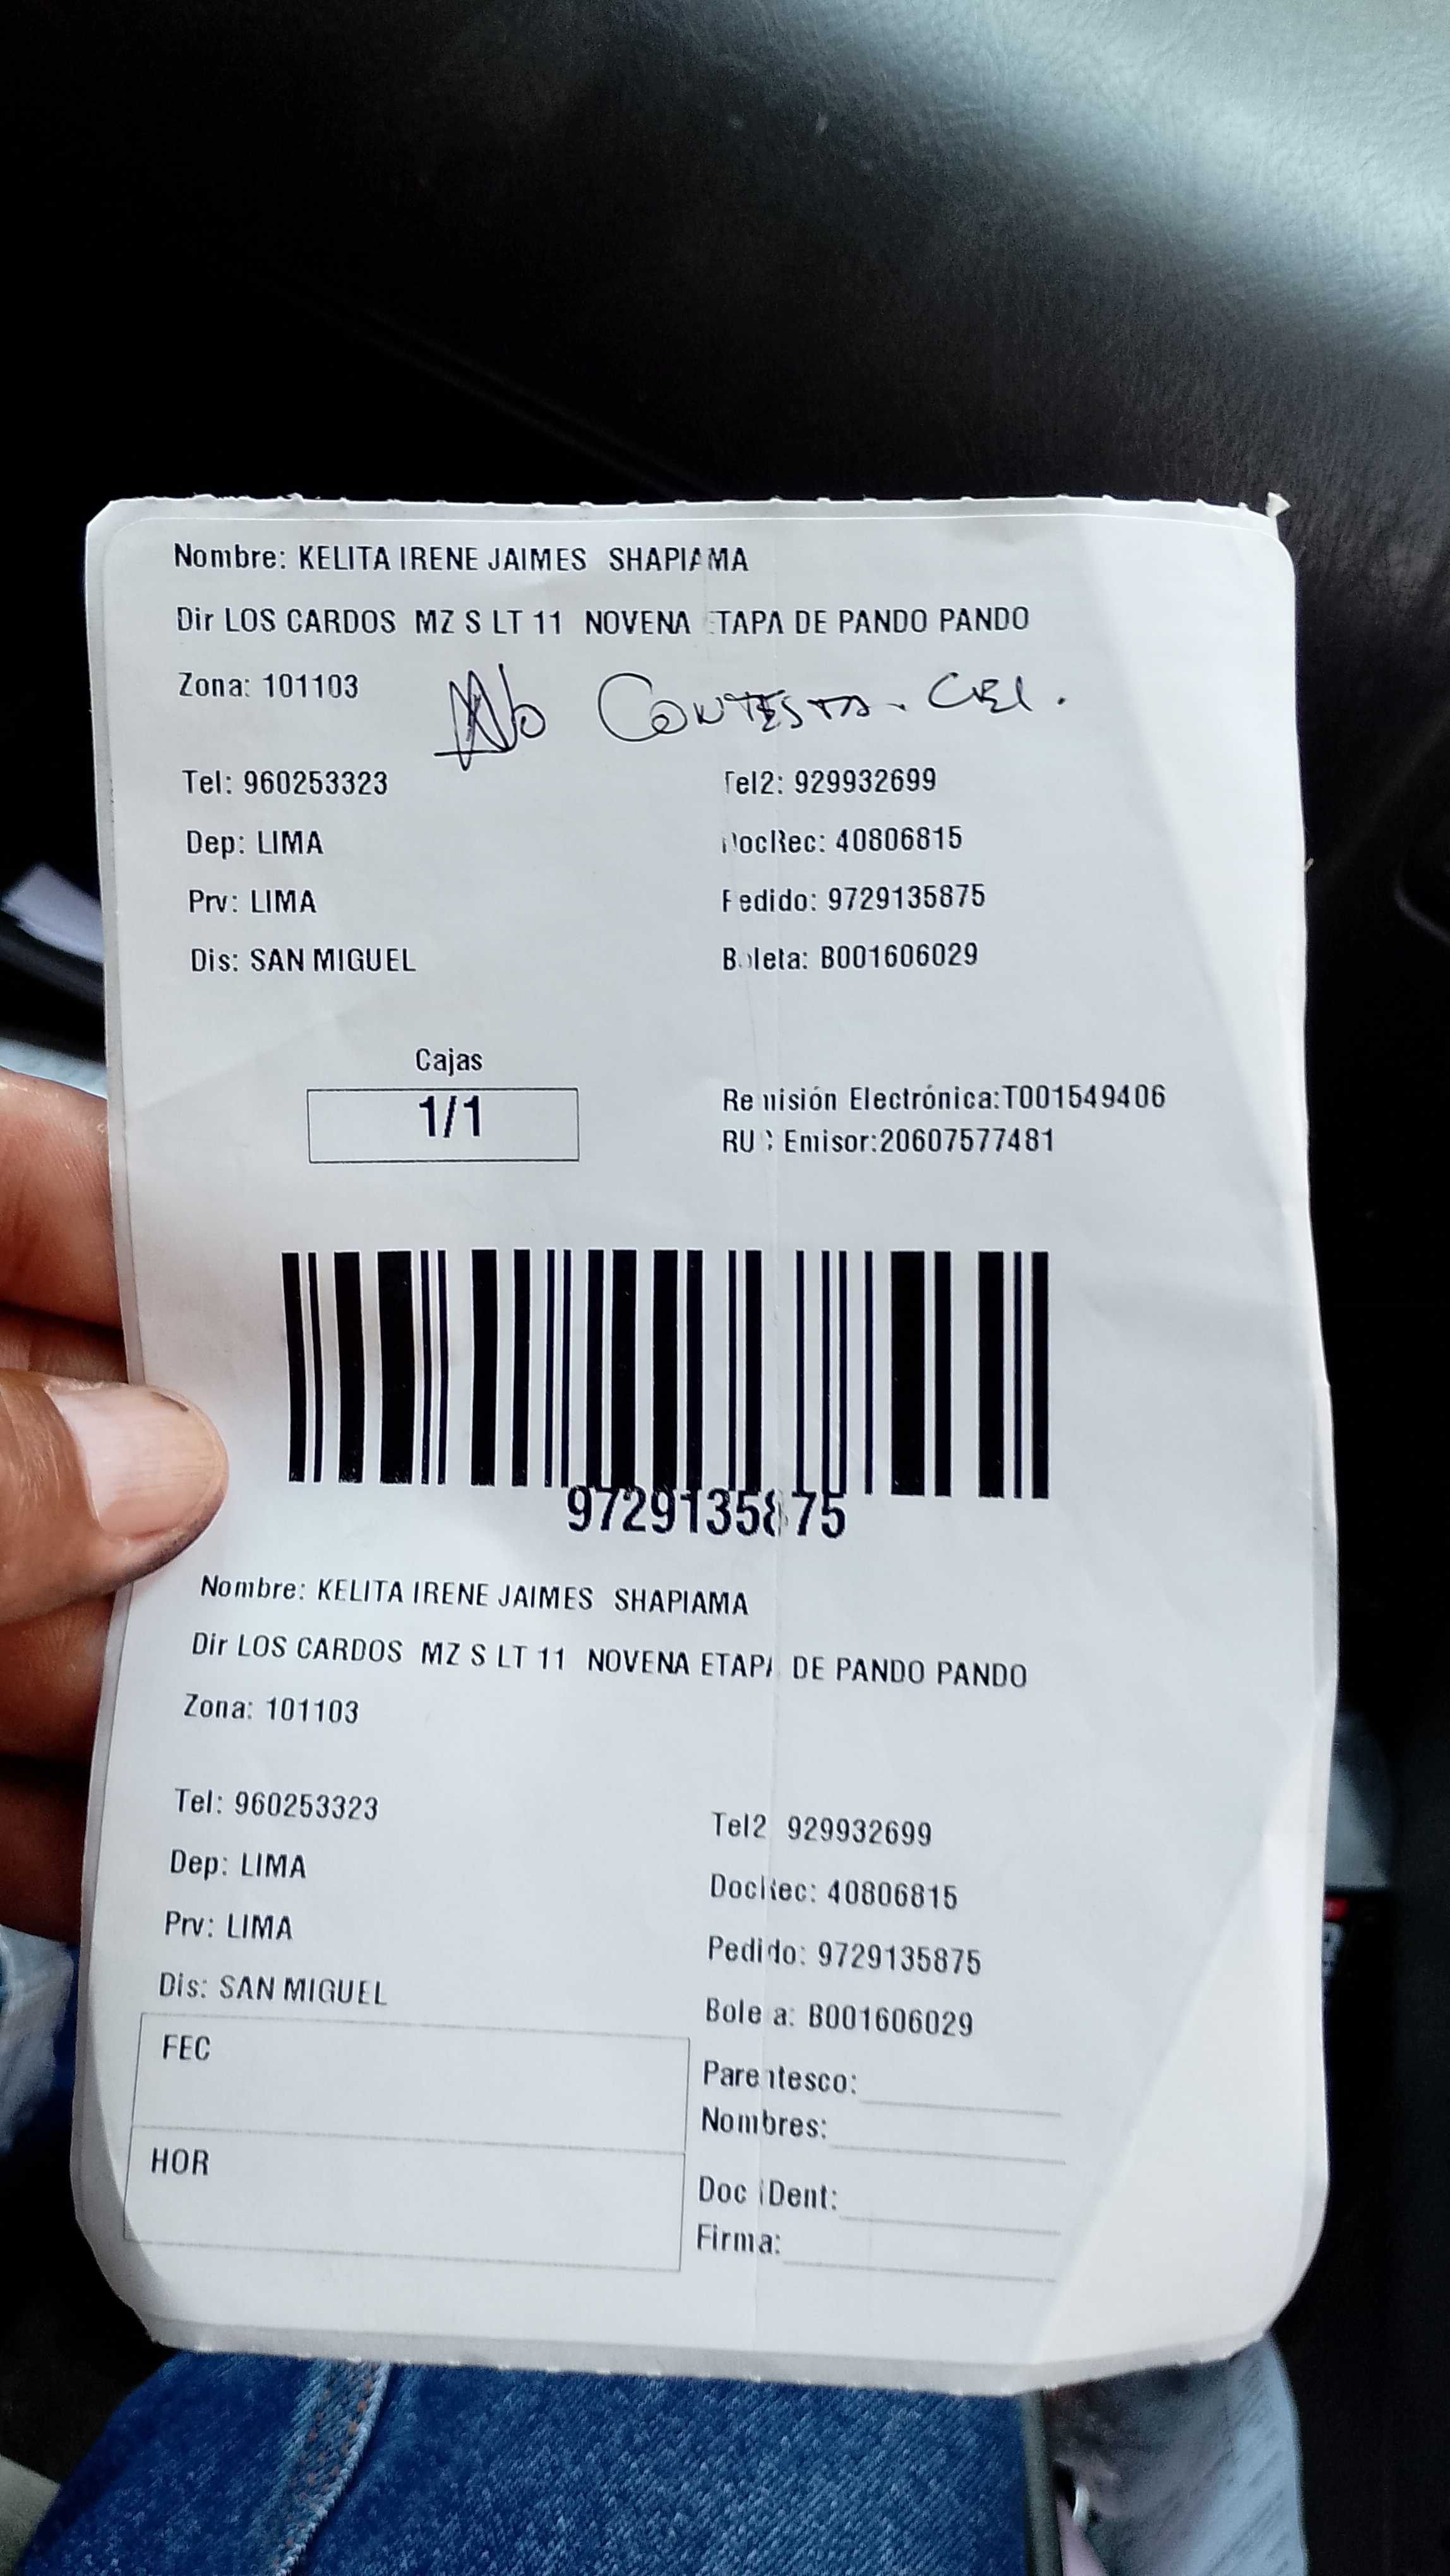 Nombre: KELITA IRENE JAIMES SHAPIAMA
Dir LOS CARDOS MZ S LT 11 NOVENA ETAPA DE PANDO PANDO
Zona: 101103
No CONTESTA. CEL.
Tel: 960253323 Tel2: 929932699
Dep: LIMA DocRec: 40806815
Prv: LIMA Pedido: 9729135875
Dis: SAN MIGUEL Boleta: B001606029
Cajas
1/1
Remisión Electrónica:T001549406
RUC Emisor:20607577481
9729135875
Nombre: KELITA IRENE JAIMES SHAPIAMA
Dir LOS CARDOS MZ S LT 11 NOVENA ETAPA DE PANDO PANDO
Zona: 101103
Tel: 960253323 Tel2 929932699
Dep: LIMA DocRec: 40806815
Prv: LIMA Pedido: 9729135875
Dis: SAN MIGUEL Boleta: B001606029
FEC
HOR
Parentesco:
Nombres:
Doc iDent:
Firma: